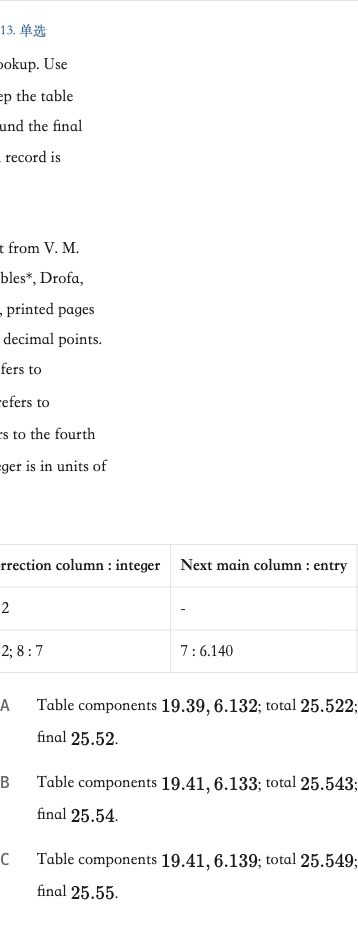 13. 单选
ookup. Use
ep the table
und the final
record is
t from V. M.
bles*, Drofa,
, printed pages
decimal points.
fers to
refers to
rs to the fourth
ger is in units of
rrection column : integer Next main column : entry
2 -
2; 8 : 7 7 : 6.140
A Table components 19.39, 6.132; total 25.522;
final 25.52.
B Table components 19.41, 6.133; total 25.543;
final 25.54.
C Table components 19.41, 6.139; total 25.549;
final 25.55.